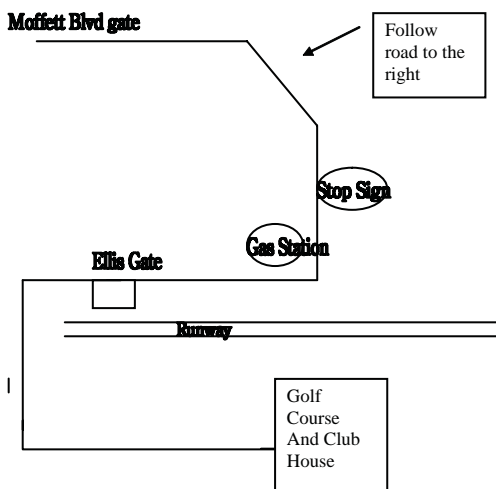 Moffett Blvd gate
Follow
road to the
right
Stop Sign
Gas Station
Ellis Gate
Runway
Golf
Course
And Club
House